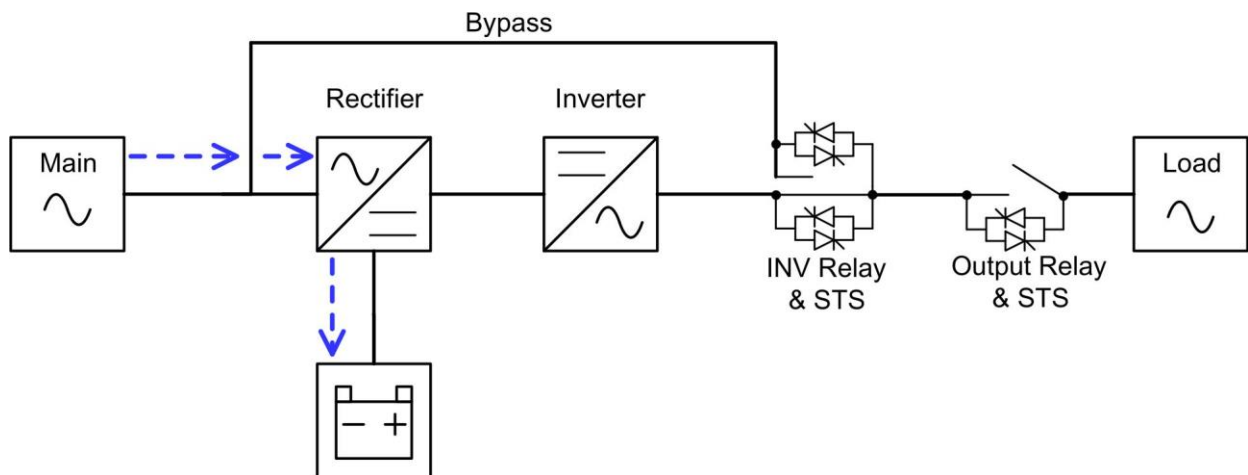 Bypass
Rectifier
Inverter
Main
Load
INV Relay
& STS
Output Relay
& STS
− +